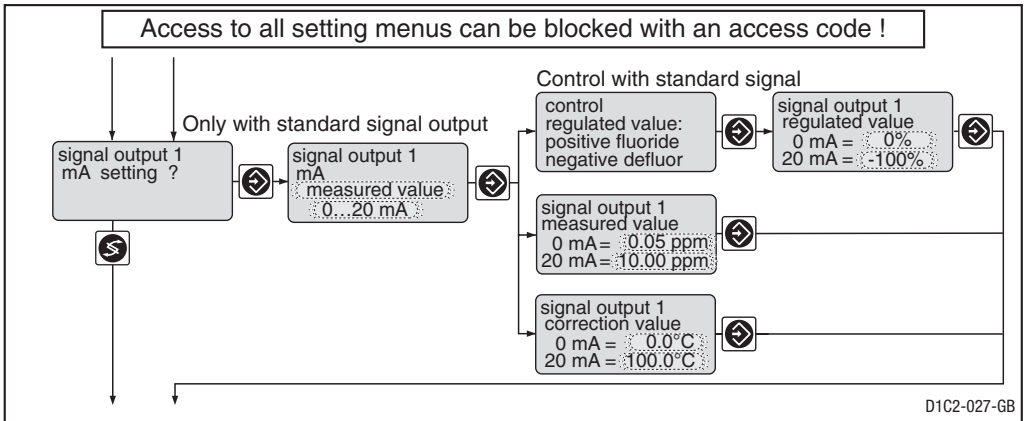 Access to all setting menus can be blocked with an access code !
Control with standard signal
Only with standard signal output
signal output 1
mA setting ?
signal output 1
mA
measured value
0...20 mA
control
regulated value:
positive fluoride
negative defluor
signal output 1
regulated value
0 mA = 0%
20 mA = -100%
signal output 1
measured value
0 mA= 0.05 ppm
20 mA= 10.00 ppm
signal output 1
correction value
0 mA = 0.0°C
20 mA = 100.0°C
D1C2-027-GB